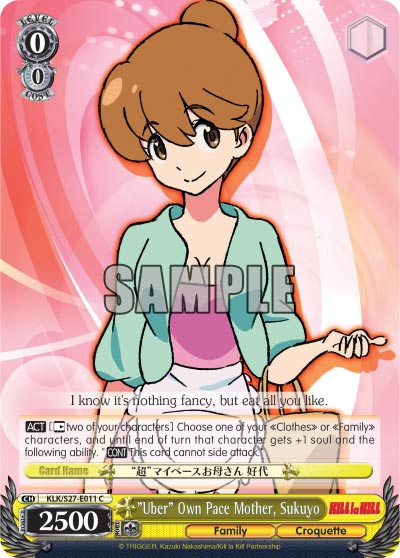 LEVEL
0
0
COST
SAMPLE
I know it's nothing fancy, but eat all you like.
ACT [ two of your characters] Choose one of your «Clothes» or «Family»
characters, and until end of turn that character gets +1 soul and the
following ability. " CONT This card cannot side attack."
Card Name "超"マイペースお母さん 好代
CH KLK/S27-E011 C
"Uber" Own Pace Mother, Sukuyo KILL la KILL
POWER 2500 SOUL Family Croquette
© TRIGGER, Kazuki Nakashima/Kill la Kill Partnership